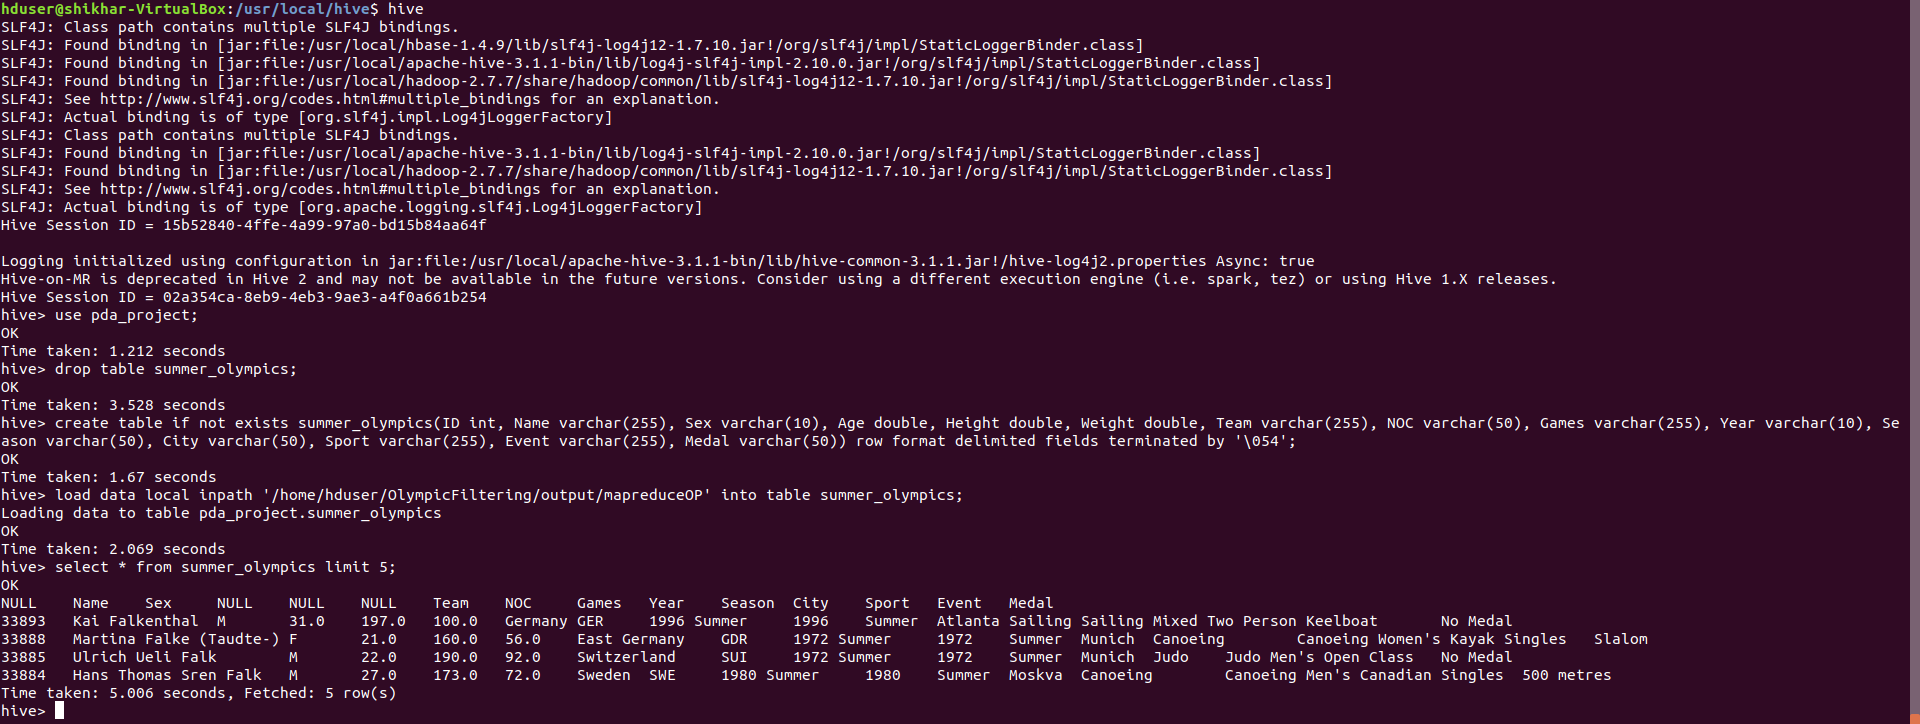 hduser@shikhar-VirtualBox:/usr/local/hive$ hive
SLF4J: Class path contains multiple SLF4J bindings.
SLF4J: Found binding in [jar:file:/usr/local/hbase-1.4.9/lib/slf4j-log4j12-1.7.10.jar!/org/slf4j/impl/StaticLoggerBinder.class]
SLF4J: Found binding in [jar:file:/usr/local/apache-hive-3.1.1-bin/lib/log4j-slf4j-impl-2.10.0.jar!/org/slf4j/impl/StaticLoggerBinder.class]
SLF4J: Found binding in [jar:file:/usr/local/hadoop-2.7.7/share/hadoop/common/lib/slf4j-log4j12-1.7.10.jar!/org/slf4j/impl/StaticLoggerBinder.class]
SLF4J: See http://www.slf4j.org/codes.html#multiple_bindings for an explanation.
SLF4J: Actual binding is of type [org.slf4j.impl.Log4jLoggerFactory]
SLF4J: Class path contains multiple SLF4J bindings.
SLF4J: Found binding in [jar:file:/usr/local/apache-hive-3.1.1-bin/lib/log4j-slf4j-impl-2.10.0.jar!/org/slf4j/impl/StaticLoggerBinder.class]
SLF4J: Found binding in [jar:file:/usr/local/hadoop-2.7.7/share/hadoop/common/lib/slf4j-log4j12-1.7.10.jar!/org/slf4j/impl/StaticLoggerBinder.class]
SLF4J: See http://www.slf4j.org/codes.html#multiple_bindings for an explanation.
SLF4J: Actual binding is of type [org.apache.logging.slf4j.Log4jLoggerFactory]
Hive Session ID = 15b52840-4ffe-4a99-97a0-bd15b84aa64f
Logging initialized using configuration in jar:file:/usr/local/apache-hive-3.1.1-bin/lib/hive-common-3.1.1.jar!/hive-log4j2.properties Async: true
Hive-on-MR is deprecated in Hive 2 and may not be available in the future versions. Consider using a different execution engine (i.e. spark, tez) or using Hive 1.X releases.
Hive Session ID = 02a354ca-8eb9-4eb3-9ae3-a4f0a661b254
hive> use pda_project;
OK
Time taken: 1.212 seconds
hive> drop table summer_olympics;
OK
Time taken: 3.528 seconds
hive> create table if not exists summer_olympics(ID int, Name varchar(255), Sex varchar(10), Age double, Height double, Weight double, Team varchar(255), NOC varchar(50), Games varchar(255), Year varchar(10), Se
ason varchar(50), City varchar(50), Sport varchar(255), Event varchar(255), Medal varchar(50)) row format delimited fields terminated by '\054';
OK
Time taken: 1.67 seconds
hive> load data local inpath '/home/hduser/OlympicFiltering/output/mapreduceOP' into table summer_olympics;
Loading data to table pda_project.summer_olympics
OK
Time taken: 2.069 seconds
hive> select * from summer_olympics limit 5;
OK
NULL    Name    Sex     NULL    NULL    NULL    Team    NOC     Games   Year    Season  City    Sport   Event   Medal
33893   Kai Falkenthal  M       31.0    197.0   100.0   Germany GER     1996 Summer     1996    Summer  Atlanta Sailing Sailing Mixed Two Person Keelboat       No Medal
33888   Martina Falke (Taudte-) F       21.0    160.0   56.0    East Germany    GDR     1972 Summer     1972    Summer  Munich  Canoeing        Canoeing Women's Kayak Singles   Slalom
33885   Ulrich Ueli Falk        M       22.0    190.0   92.0    Switzerland     SUI     1972 Summer     1972    Summer  Munich  Judo    Judo Men's Open Class   No Medal
33884   Hans Thomas Sren Falk   M       27.0    173.0   72.0    Sweden  SWE     1980 Summer     1980    Summer  Moskva  Canoeing        Canoeing Men's Canadian Singles  500 metres
Time taken: 5.006 seconds, Fetched: 5 row(s)
hive>